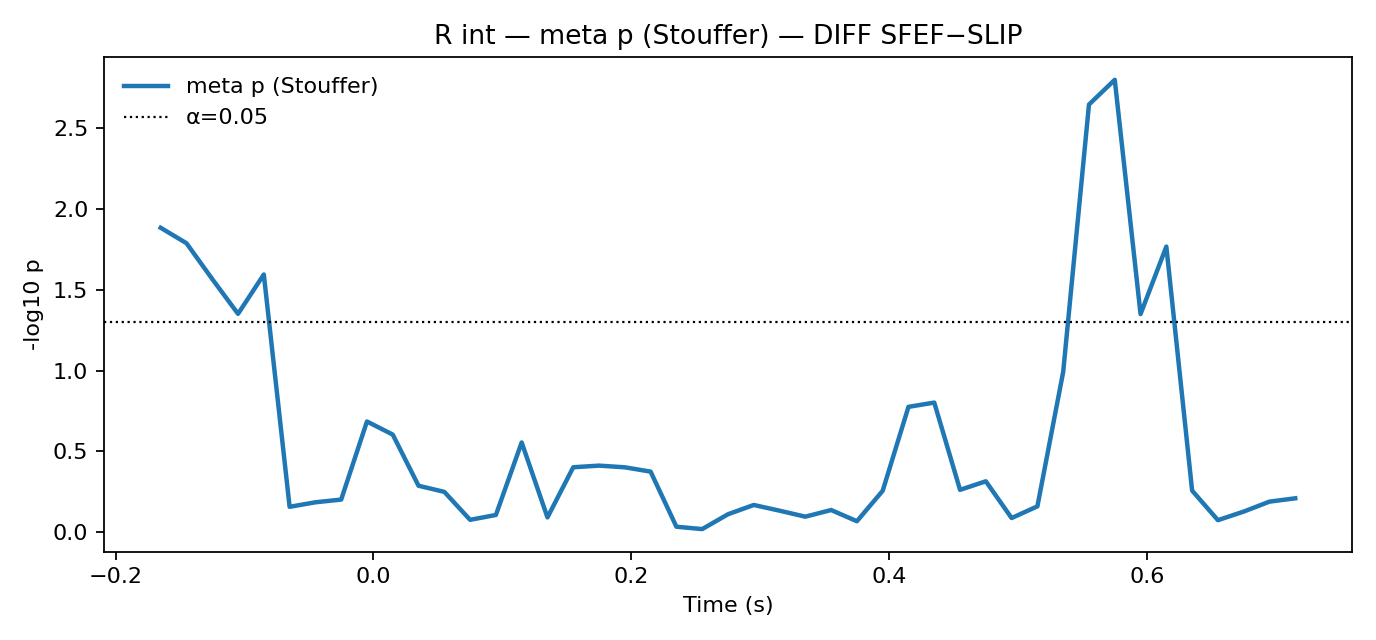 R int — meta p (Stouffer) — DIFF SFEF−SLIP
meta p (Stouffer)
α=0.05
-log10 p
2.5
2.0
1.5
1.0
0.5
0.0
−0.2
0.0
0.2
0.4
0.6
Time (s)